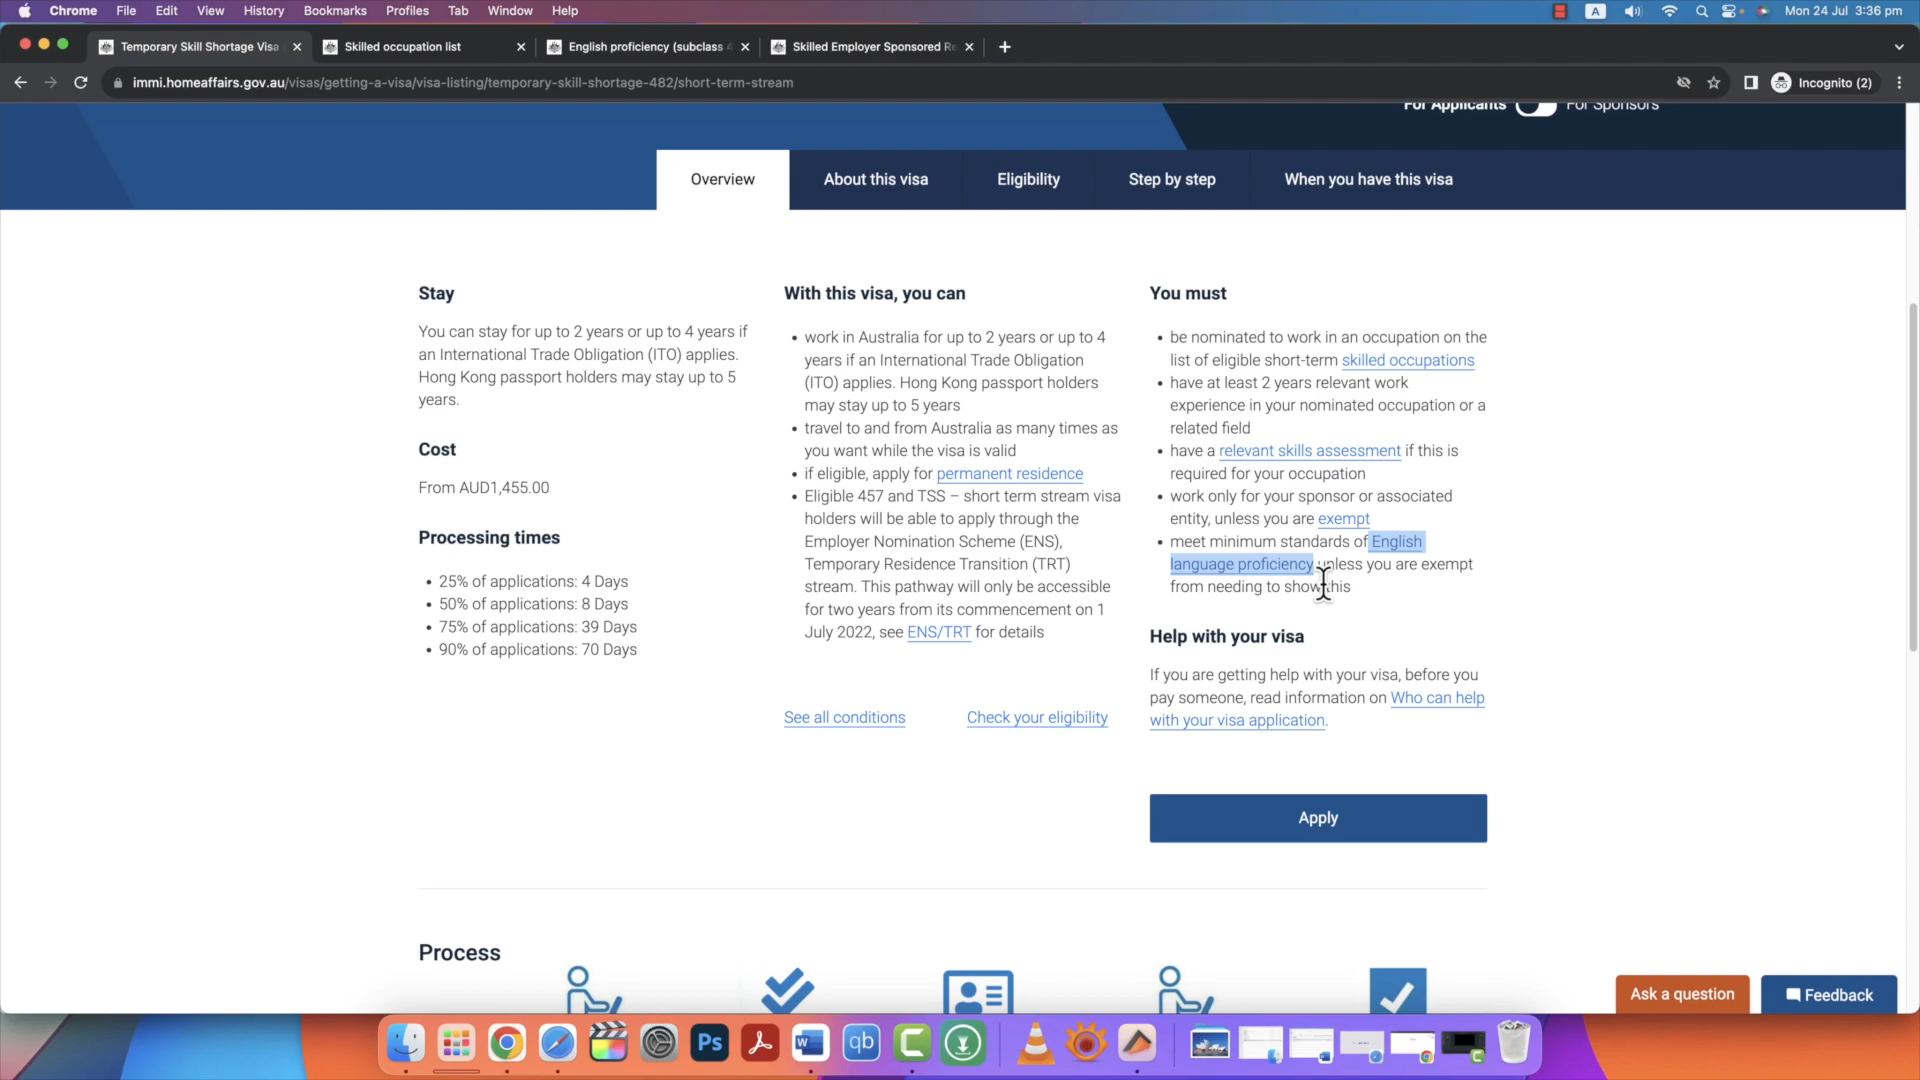 Chrome File Edit View History Bookmarks Profiles Tab Window Help
A Mon 24 Jul 3:36 pm
Temporary Skill Shortage Visa
Skilled occupation list
English proficiency (subclass 4
Skilled Employer Sponsored Re
immi.homeaffairs.gov.au/visas/getting-a-visa/visa-listing/temporary-skill-shortage-482/short-term-stream
Incognito (2)
For Applicants For Sponsors
Overview
About this visa
Eligibility
Step by step
When you have this visa
Stay
You can stay for up to 2 years or up to 4 years if
an International Trade Obligation (ITO) applies.
Hong Kong passport holders may stay up to 5
years.
Cost
From AUD1,455.00
Processing times
25% of applications: 4 Days
50% of applications: 8 Days
75% of applications: 39 Days
90% of applications: 70 Days
With this visa, you can
work in Australia for up to 2 years or up to 4
years if an International Trade Obligation
(ITO) applies. Hong Kong passport holders
may stay up to 5 years
travel to and from Australia as many times as
you want while the visa is valid
if eligible, apply for permanent residence
Eligible 457 and TSS – short term stream visa
holders will be able to apply through the
Employer Nomination Scheme (ENS),
Temporary Residence Transition (TRT)
stream. This pathway will only be accessible
for two years from its commencement on 1
July 2022, see ENS/TRT for details
See all conditions
Check your eligibility
You must
be nominated to work in an occupation on the
list of eligible short-term skilled occupations
have at least 2 years relevant work
experience in your nominated occupation or a
related field
have a relevant skills assessment if this is
required for your occupation
work only for your sponsor or associated
entity, unless you are exempt
meet minimum standards of English
language proficiency unless you are exempt
from needing to show this
Help with your visa
If you are getting help with your visa, before you
pay someone, read information on Who can help
with your visa application.
Apply
Process
Ask a question
Feedback
Ps
W
qb